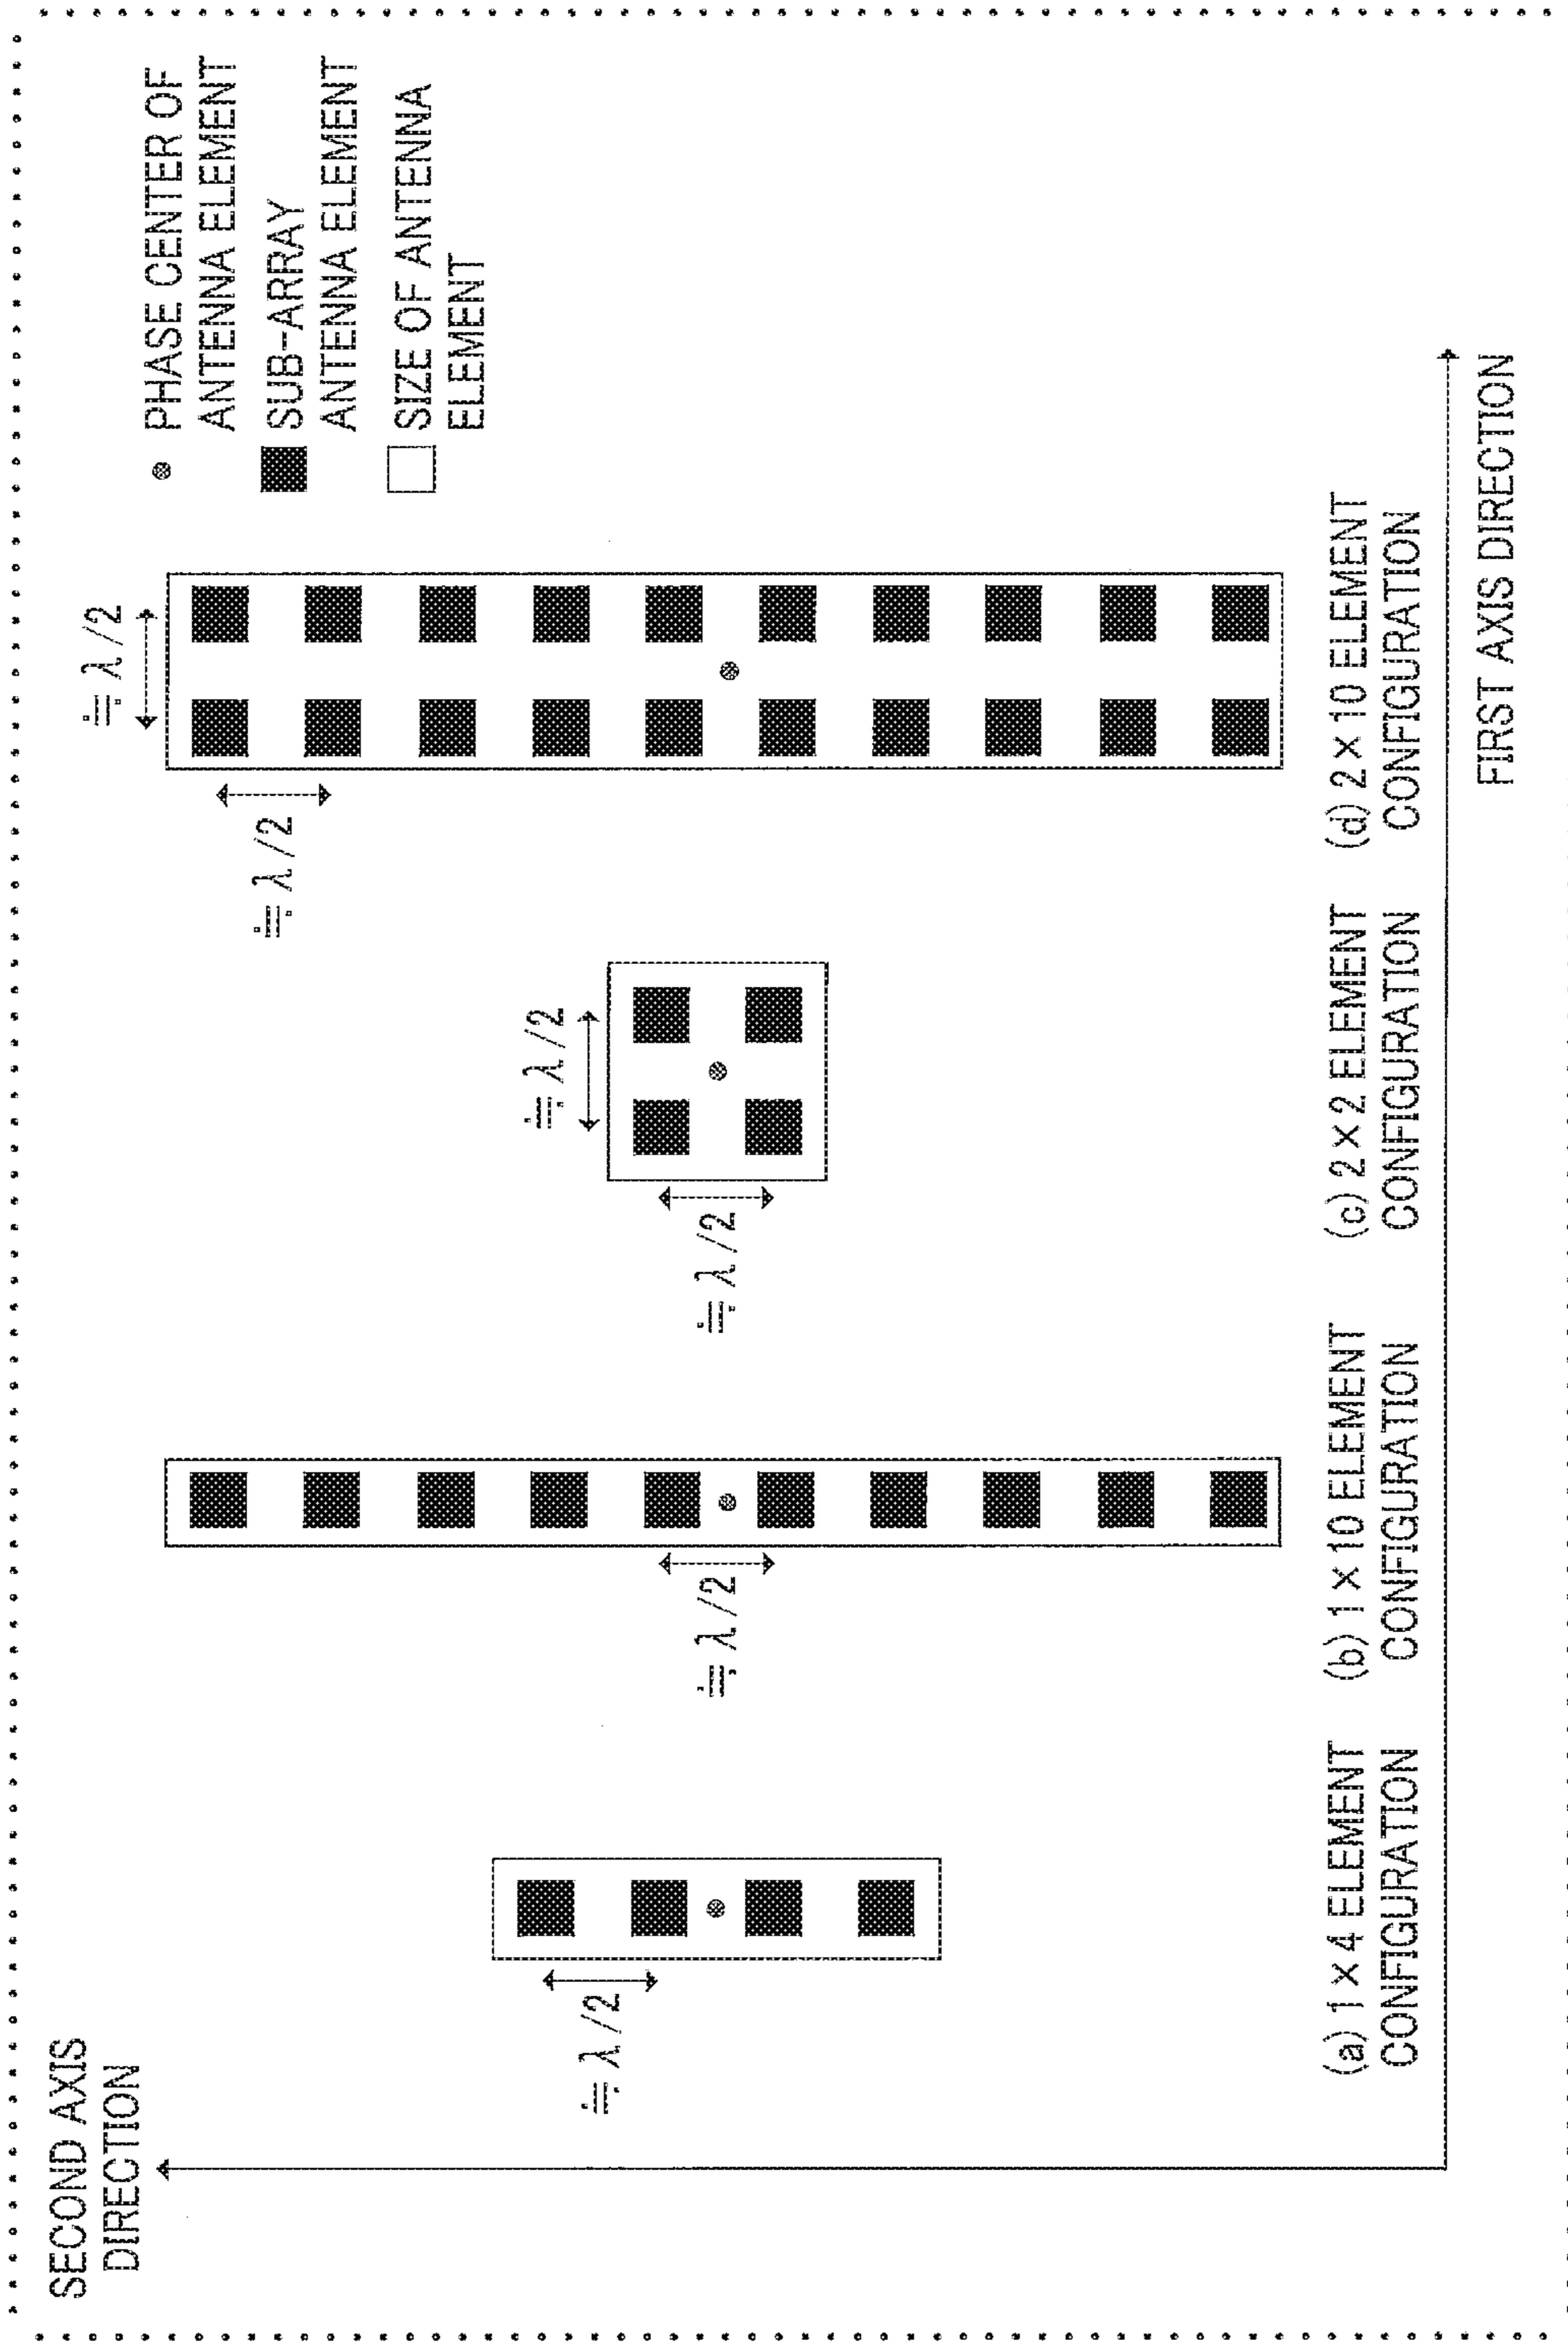 SECOND AXIS
DIRECTION
PHASE CENTER OF
ANTENNA ELEMENT
SUB-ARRAY
ANTENNA ELEMENT
SIZE OF ANTENNA
ELEMENT
≒ λ/2
≒ λ/2
≒ λ/2
≒ λ/2
≒ λ/2
≒ λ/2
(a) 1×4 ELEMENT
CONFIGURATION
(b) 1×10 ELEMENT
CONFIGURATION
(c) 2×2 ELEMENT
CONFIGURATION
(d) 2×10 ELEMENT
CONFIGURATION
FIRST AXIS DIRECTION